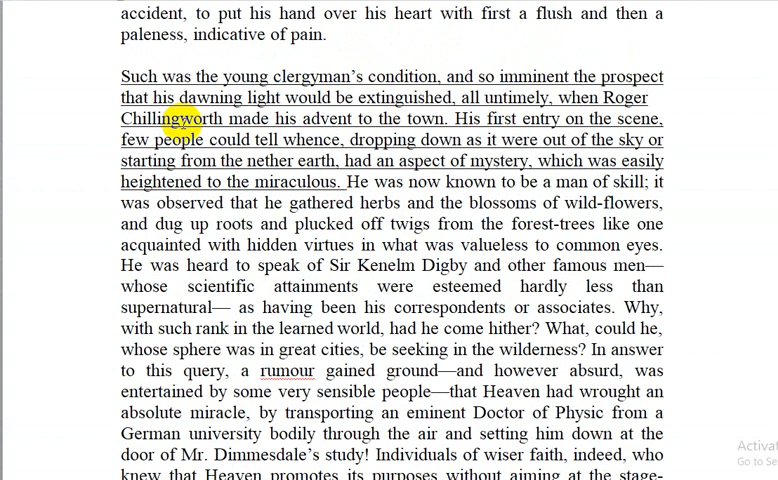 accident, to put his hand over his heart with first a flush and then a
paleness, indicative of pain.
Such was the young clergyman’s condition, and so imminent the prospect
that his dawning light would be extinguished, all untimely, when Roger
Chillingworth made his advent to the town. His first entry on the scene,
few people could tell whence, dropping down as it were out of the sky or
starting from the nether earth, had an aspect of mystery, which was easily
heightened to the miraculous. He was now known to be a man of skill; it
was observed that he gathered herbs and the blossoms of wild-flowers,
and dug up roots and plucked off twigs from the forest-trees like one
acquainted with hidden virtues in what was valueless to common eyes.
He was heard to speak of Sir Kenelm Digby and other famous men—
whose scientific attainments were esteemed hardly less than
supernatural— as having been his correspondents or associates. Why,
with such rank in the learned world, had he come hither? What, could he,
whose sphere was in great cities, be seeking in the wilderness? In answer
to this query, a rumour gained ground—and however absurd, was
entertained by some very sensible people—that Heaven had wrought an
absolute miracle, by transporting an eminent Doctor of Physic from a
German university bodily through the air and setting him down at the
door of Mr. Dimmesdale’s study! Individuals of wiser faith, indeed, who
knew that Heaven promotes its purposes without aiming at the stage-
Activat
Go to Se